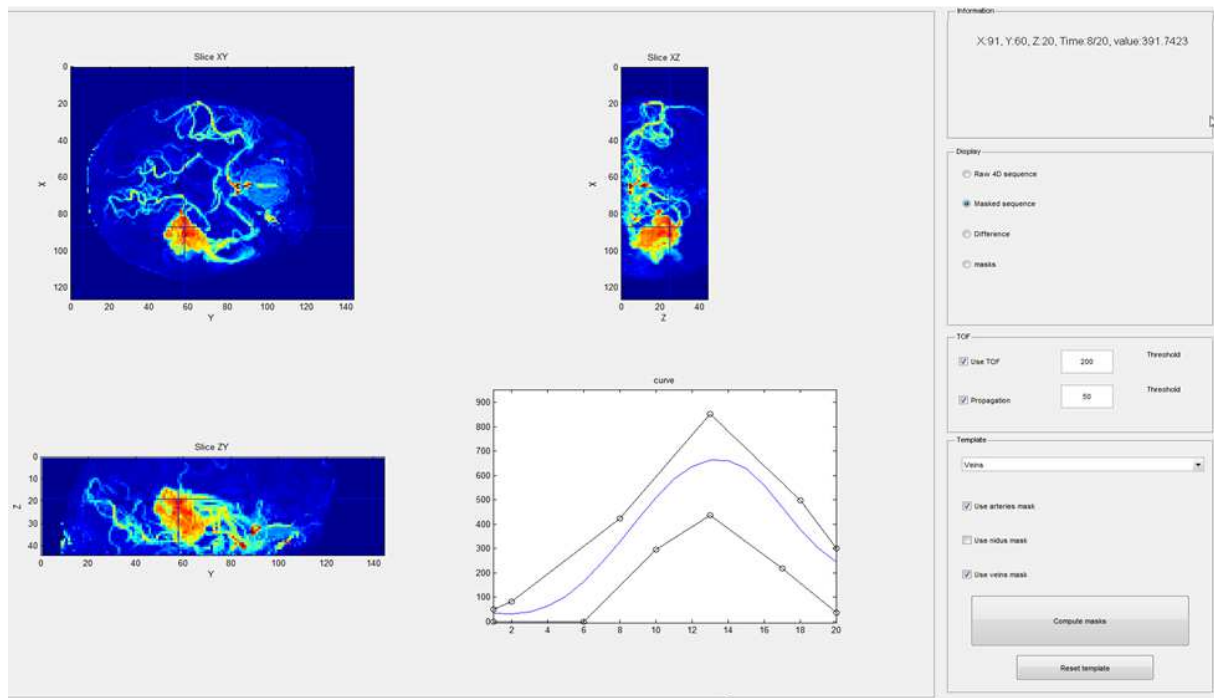 Information
X:91, Y:60, Z:20, Time:8/20, value:391.7423
Slice XY
0
20
40
60
80
100
120
X
0 20 40 60 80 100 120 140
Y
Slice XZ
0
20
40
60
80
100
120
X
0 20 40
Z
Display
Raw 4D sequence
Masked sequence
Difference
masks
TOF
Use TOF 200 Threshold
Propagation 50 Threshold
Slice ZY
0
10
20
30
40
Z
0 20 40 60 80 100 120 140
Y
curve
900
800
700
600
500
400
300
200
100
0
2 4 6 8 10 12 14 16 18 20
Template
Veins
Use arteries mask
Use nidus mask
Use veins mask
Compute masks
Reset template